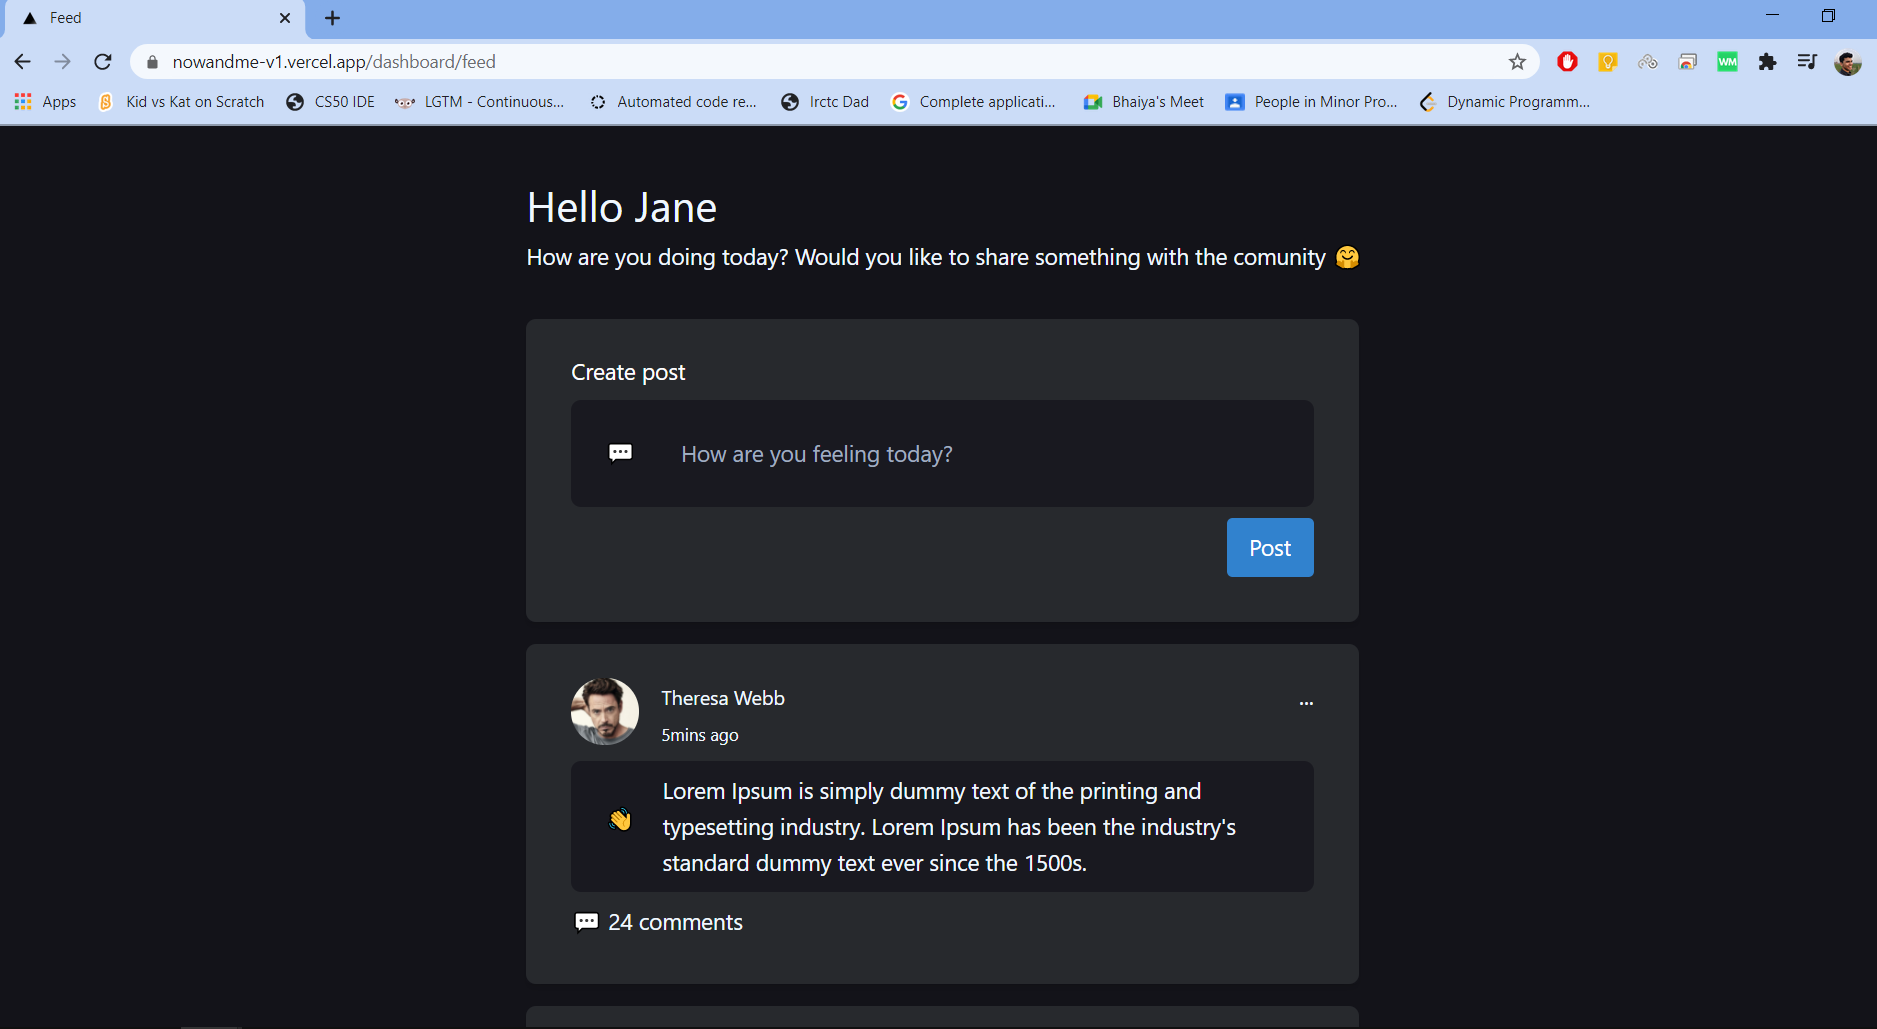 Feed
nowandme-v1.vercel.app/dashboard/feed
WM
Apps Kid vs Kat on Scratch CS50 IDE LGTM - Continuous... Automated code re... Irctc Dad Complete applicati... Bhaiya's Meet People in Minor Pro... Dynamic Programm...
Hello Jane
How are you doing today? Would you like to share something with the comunity 🤗
Create post
How are you feeling today?
Post
Theresa Webb
...
5mins ago
Lorem Ipsum is simply dummy text of the printing and
typesetting industry. Lorem Ipsum has been the industry's
standard dummy text ever since the 1500s.
24 comments